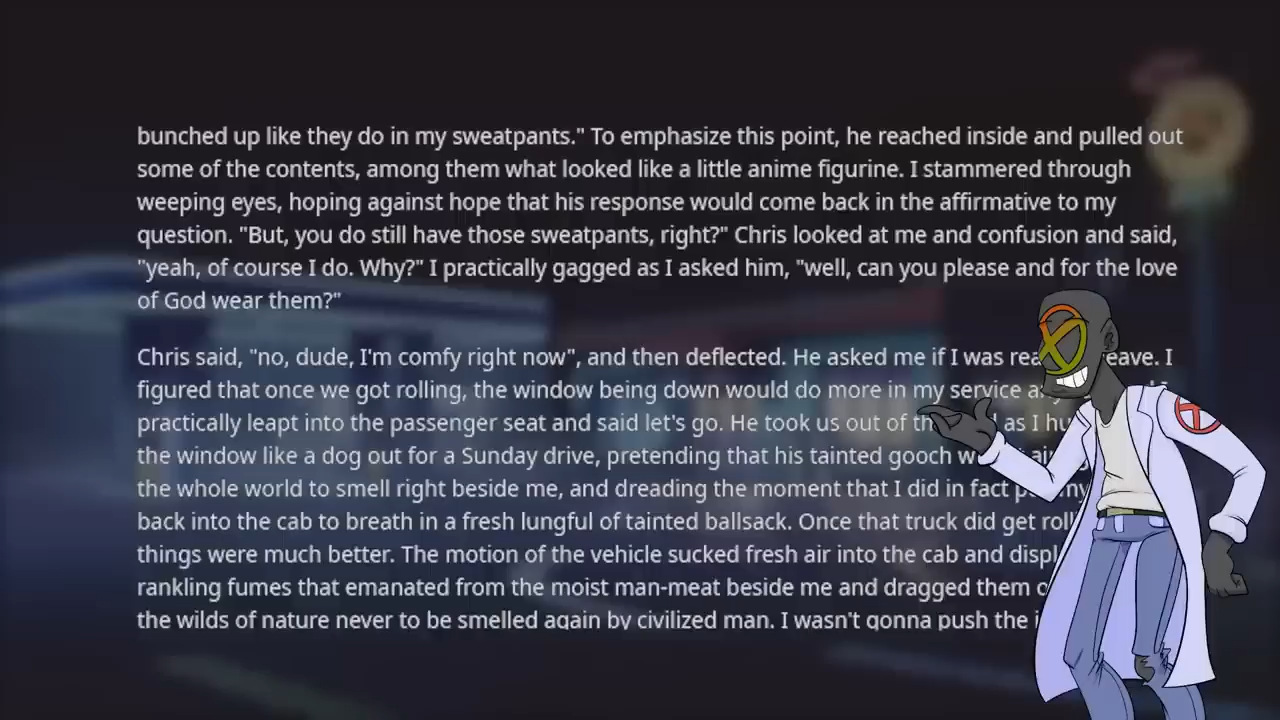 bunched up like they do in my sweatpants." To emphasize this point, he reached inside and pulled out
some of the contents, among them what looked like a little anime figurine. I stammered through
weeping eyes, hoping against hope that his response would come back in the affirmative to my
question. "But, you do still have those sweatpants, right?" Chris looked at me and confusion and said,
"yeah, of course I do. Why?" I practically gagged as I asked him, "well, can you please and for the love
of God wear them?"
Chris said, "no, dude, I'm comfy right now", and then deflected. He asked me if I was I
figured that once we got rolling, the window being down would do more in my service
practically leapt into the passenger seat and said let's go. He took us out of as I
the window like a dog out for a Sunday drive, pretending that his tainted gooch
the whole world to smell right beside me, and dreading the moment that I did in fact
back into the cab to breath in a fresh lungful of tainted ballsack. Once that truck did get
things were much better. The motion of the vehicle sucked fresh air into the cab and
rankling fumes that emanated from the moist man-meat beside me and dragged them
the wilds of nature never to be smelled again by civilized man. I wasn't gonna push the